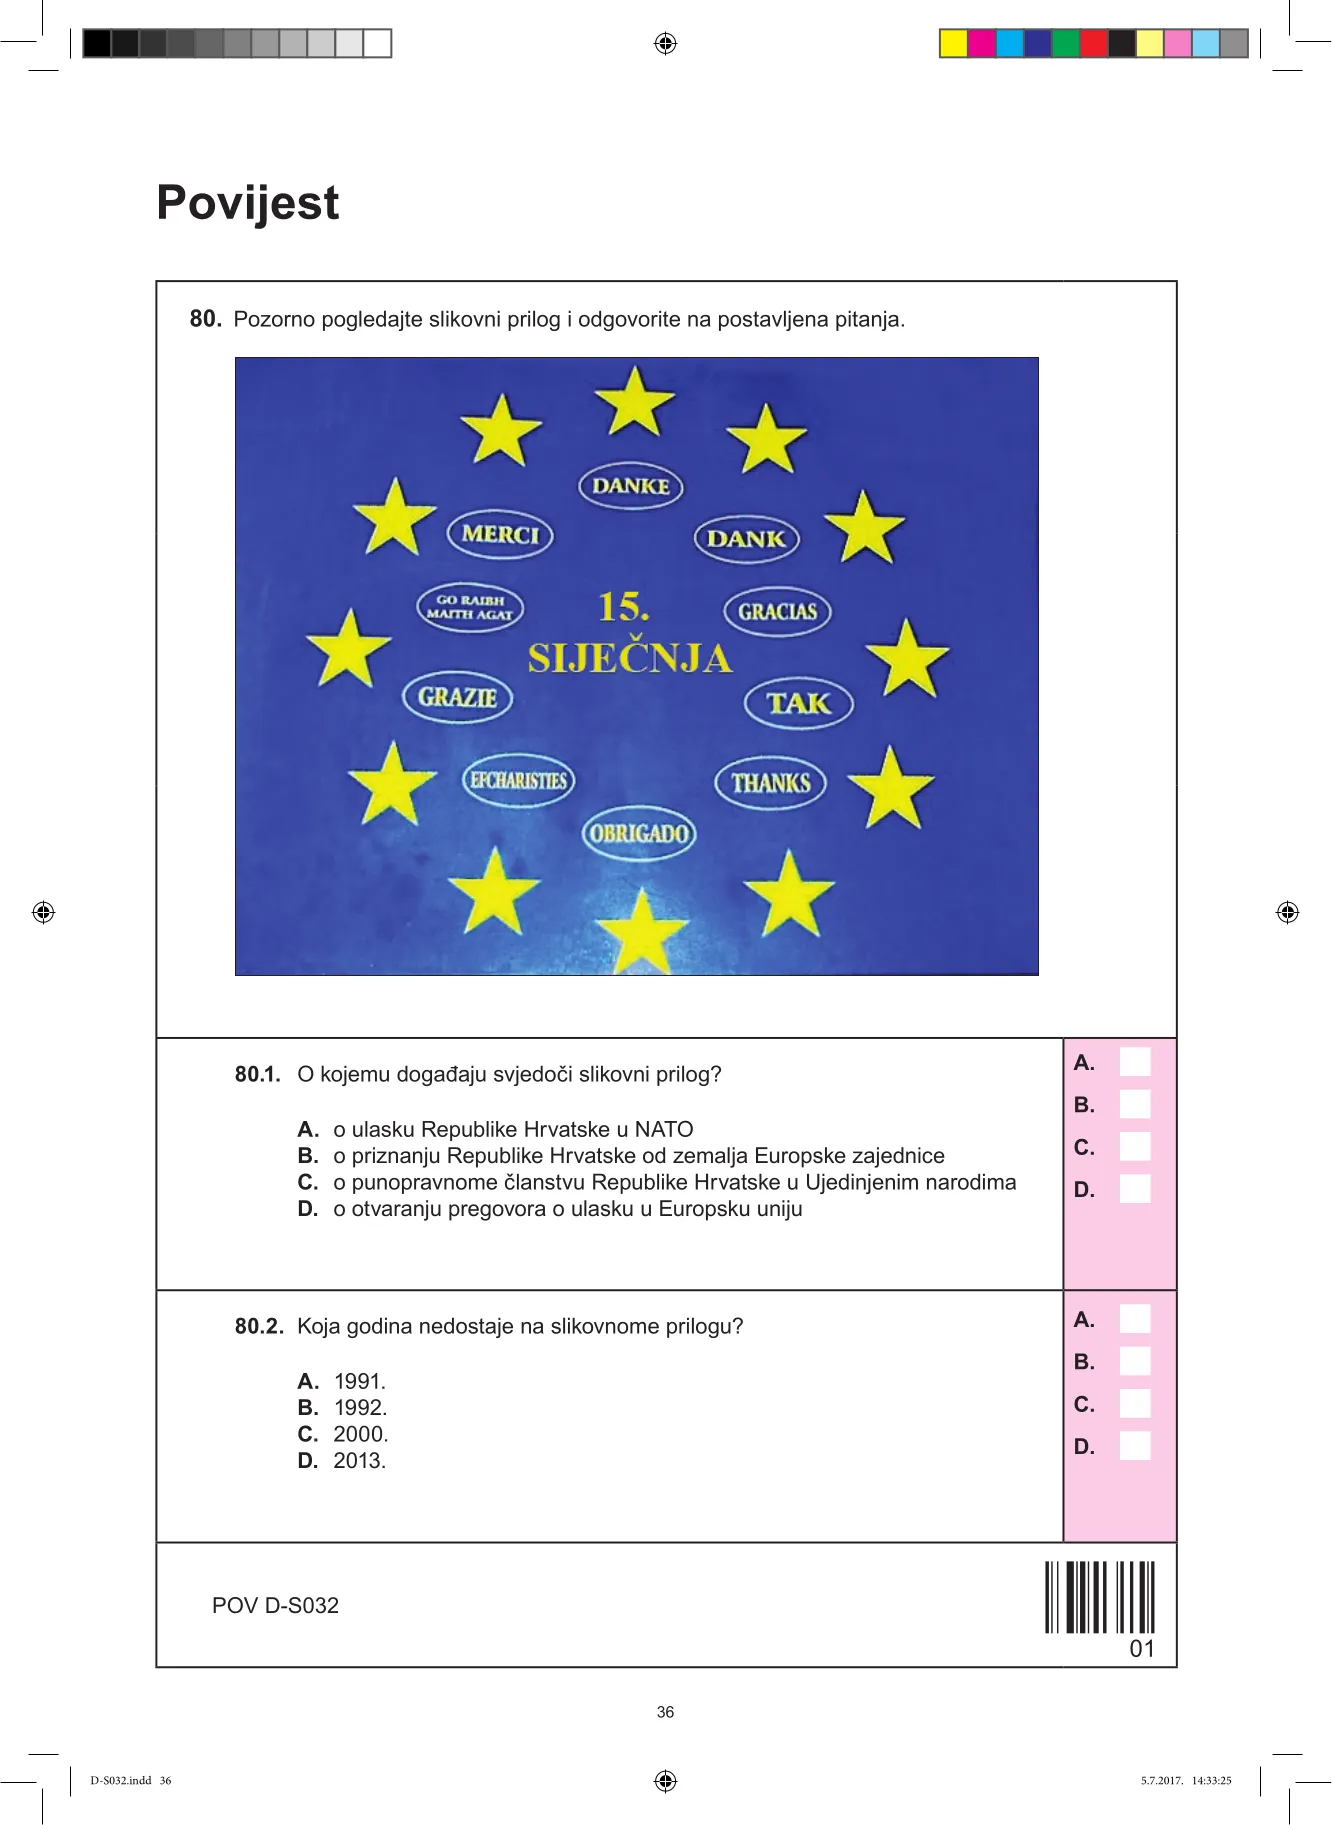 Povijest
80. Pozorno pogledajte slikovni prilog i odgovorite na postavljena pitanja.
DANKE
MERCI
DANK
GO RAIBH
MAITH AGAT
15.
SIJEČNJA
GRACIAS
GRAZIE
TAK
EFCHARISTIES
THANKS
OBRIGADO
80.1. O kojemu događaju svjedoči slikovni prilog?
A. o ulasku Republike Hrvatske u NATO
B. o priznanju Republike Hrvatske od zemalja Europske zajednice
C. o punopravnome članstvu Republike Hrvatske u Ujedinjenim narodima
D. o otvaranju pregovora o ulasku u Europsku uniju
A.
B.
C.
D.
80.2. Koja godina nedostaje na slikovnome prilogu?
A. 1991.
B. 1992.
C. 2000.
D. 2013.
A.
B.
C.
D.
POV D-S032
01
36
D-S032.indd 36
5.7.2017. 14:33:25